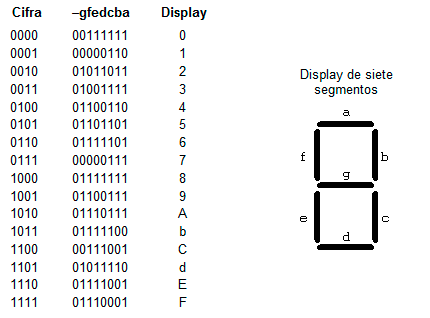 Cifra –gfedcba Display
0000 00111111 0
0001 00000110 1
0010 01011011 2
0011 01001111 3
0100 01100110 4
0101 01101101 5
0110 01111101 6
0111 00000111 7
1000 01111111 8
1001 01100111 9
1010 01110111 A
1011 01111100 b
1100 00111001 C
1101 01011110 d
1110 01111001 E
1111 01110001 F
Display de siete
segmentos
a
f b
g
e c
d